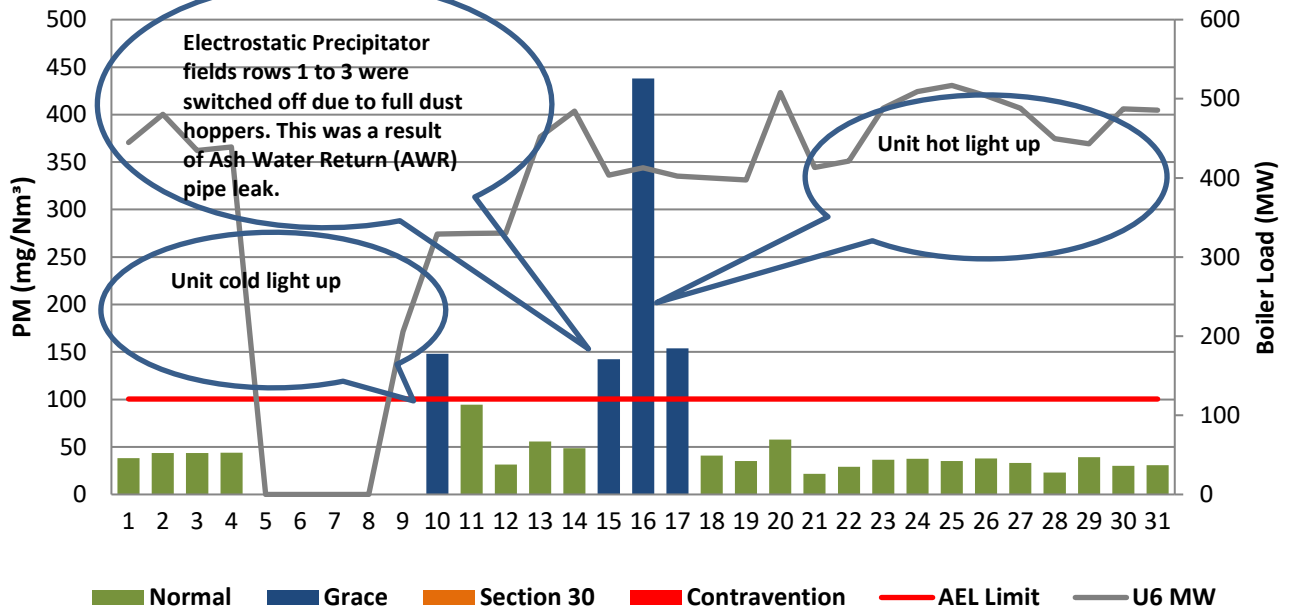 500
450
400
350
300
250
200
150
100
50
0
PM (mg/Nm³)
Electrostatic Precipitator
fields rows 1 to 3 were
switched off due to full dust
hoppers. This was a result
of Ash Water Return (AWR)
pipe leak.
Unit cold light up
Unit hot light up
600
500
400
300
200
100
0
Boiler Load (MW)
1 2 3 4 5 6 7 8 9 10 11 12 13 14 15 16 17 18 19 20 21 22 23 24 25 26 27 28 29 30 31
Normal Grace Section 30 Contravention AEL Limit U6 MW